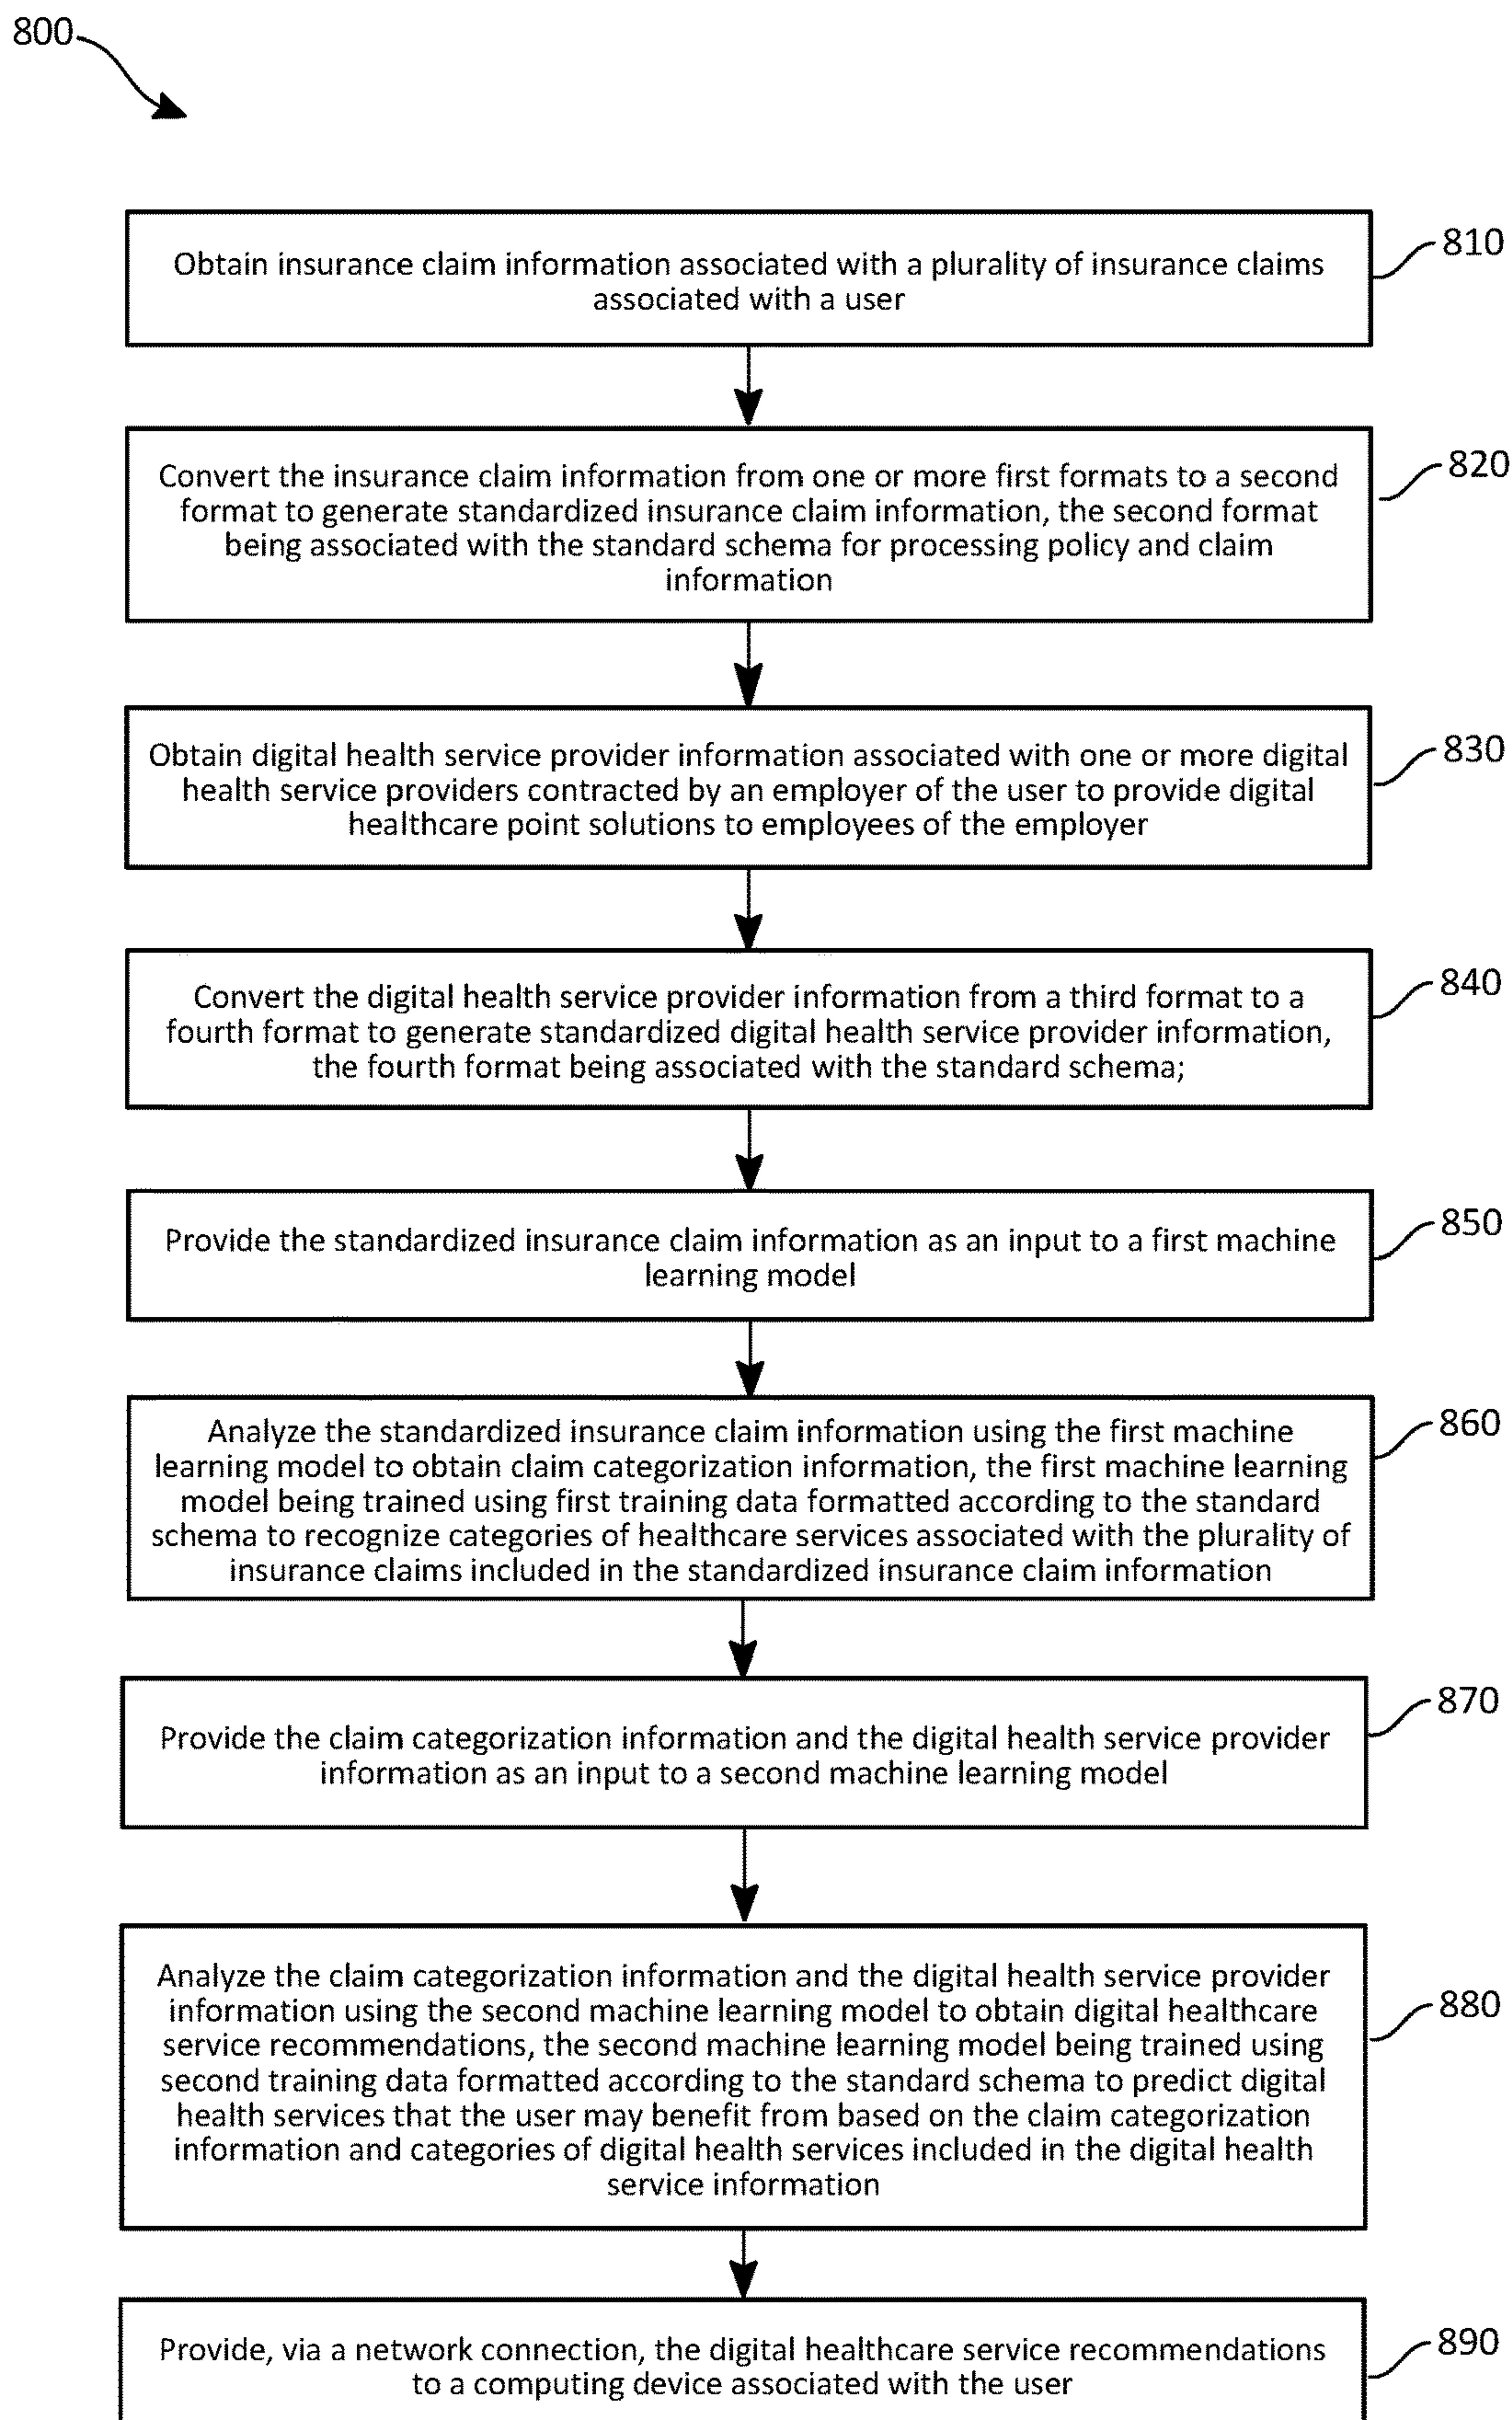 800
810
Obtain insurance claim information associated with a plurality of insurance claims
associated with a user
820
Convert the insurance claim information from one or more first formats to a second
format to generate standardized insurance claim information, the second format
being associated with the standard schema for processing policy and claim
information
830
Obtain digital health service provider information associated with one or more digital
health service providers contracted by an employer of the user to provide digital
healthcare point solutions to employees of the employer
840
Convert the digital health service provider information from a third format to a
fourth format to generate standardized digital health service provider information,
the fourth format being associated with the standard schema;
850
Provide the standardized insurance claim information as an input to a first machine
learning model
860
Analyze the standardized insurance claim information using the first machine
learning model to obtain claim categorization information, the first machine learning
model being trained using first training data formatted according to the standard
schema to recognize categories of healthcare services associated with the plurality of
insurance claims included in the standardized insurance claim information
870
Provide the claim categorization information and the digital health service provider
information as an input to a second machine learning model
880
Analyze the claim categorization information and the digital health service provider
information using the second machine learning model to obtain digital healthcare
service recommendations, the second machine learning model being trained using
second training data formatted according to the standard schema to predict digital
health services that the user may benefit from based on the claim categorization
information and categories of digital health services included in the digital health
service information
890
Provide, via a network connection, the digital healthcare service recommendations
to a computing device associated with the user